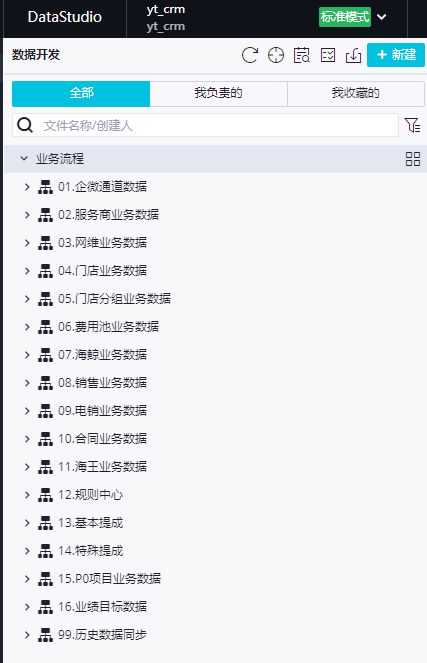 DataStudio
yt_crm
yt_crm
标准模式
数据开发
+ 新建
全部 我负责的 我收藏的
文件名称/创建人
业务流程
01.企微通道数据
02.服务商业务数据
03.网维业务数据
04.门店业务数据
05.门店分组业务数据
06.费用池业务数据
07.海鲸业务数据
08.销售业务数据
09.电销业务数据
10.合同业务数据
11.海王业务数据
12.规则中心
13.基本提成
14.特殊提成
15.P0项目业务数据
16.业绩目标数据
99.历史数据同步